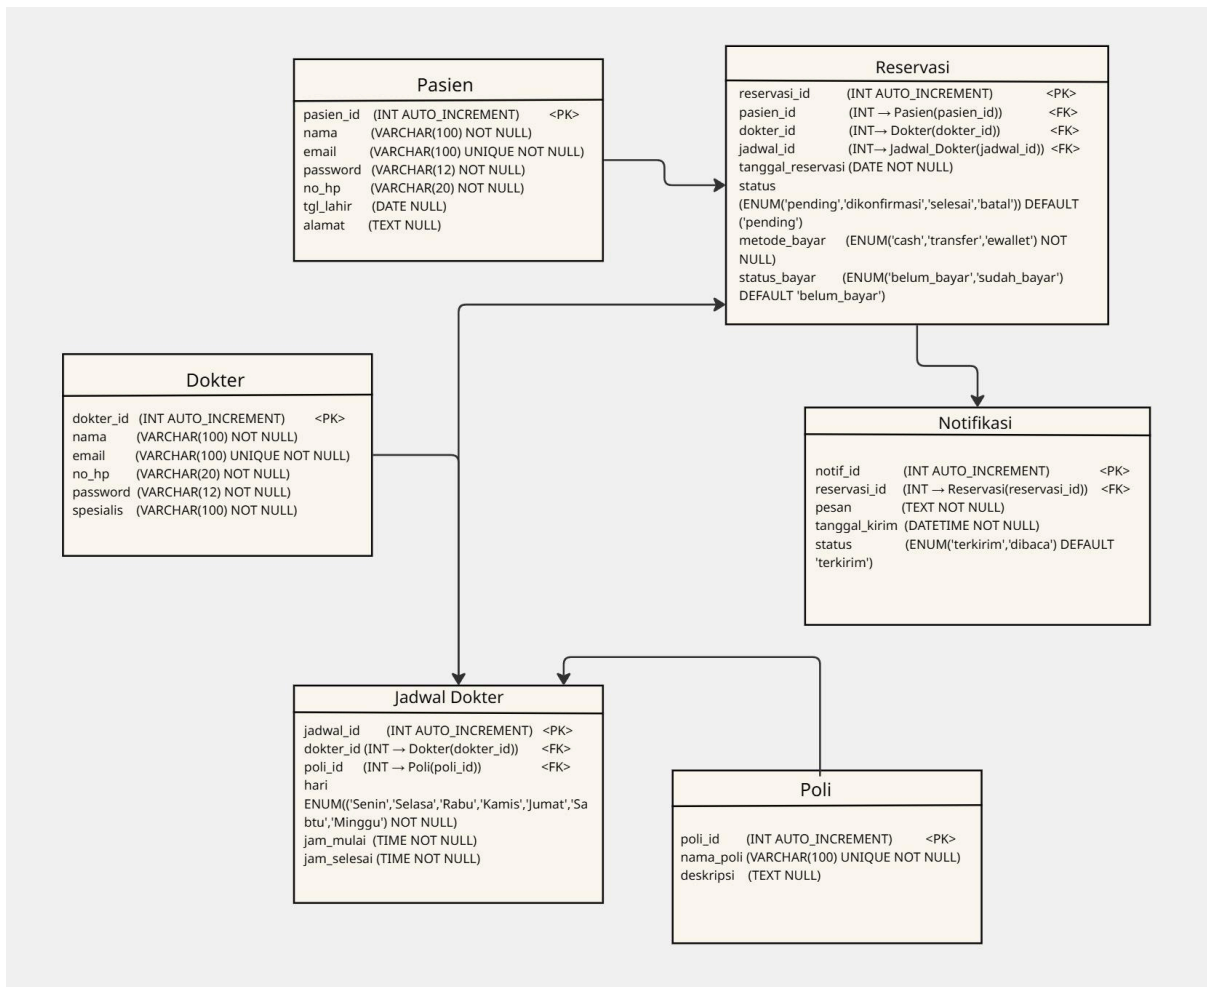 Pasien
pasien_id (INT AUTO_INCREMENT) <PK>
nama (VARCHAR(100) NOT NULL)
email (VARCHAR(100) UNIQUE NOT NULL)
password (VARCHAR(12) NOT NULL)
no_hp (VARCHAR(20) NOT NULL)
tgl_lahir (DATE NULL)
alamat (TEXT NULL)
Reservasi
reservasi_id (INT AUTO_INCREMENT) <PK>
pasien_id (INT → Pasien(pasien_id)) <FK>
dokter_id (INT→ Dokter(dokter_id)) <FK>
jadwal_id (INT→ Jadwal_Dokter(jadwal_id)) <FK>
tanggal_reservasi (DATE NOT NULL)
status
(ENUM('pending','dikonfirmasi','selesai','batal')) DEFAULT
('pending')
metode_bayar (ENUM('cash','transfer','ewallet') NOT
NULL)
status_bayar (ENUM('belum_bayar','sudah_bayar')
DEFAULT 'belum_bayar')
Dokter
dokter_id (INT AUTO_INCREMENT) <PK>
nama (VARCHAR(100) NOT NULL)
email (VARCHAR(100) UNIQUE NOT NULL)
no_hp (VARCHAR(20) NOT NULL)
password (VARCHAR(12) NOT NULL)
spesialis (VARCHAR(100) NOT NULL)
Notifikasi
notif_id (INT AUTO_INCREMENT) <PK>
reservasi_id (INT → Reservasi(reservasi_id)) <FK>
pesan (TEXT NOT NULL)
tanggal_kirim (DATETIME NOT NULL)
status (ENUM('terkirim','dibaca') DEFAULT
'terkirim')
Jadwal Dokter
jadwal_id (INT AUTO_INCREMENT) <PK>
dokter_id (INT → Dokter(dokter_id)) <FK>
poli_id (INT → Poli(poli_id)) <FK>
hari
ENUM(('Senin','Selasa','Rabu','Kamis','Jumat','Sa
btu','Minggu') NOT NULL)
jam_mulai (TIME NOT NULL)
jam_selesai (TIME NOT NULL)
Poli
poli_id (INT AUTO_INCREMENT) <PK>
nama_poli (VARCHAR(100) UNIQUE NOT NULL)
deskripsi (TEXT NULL)